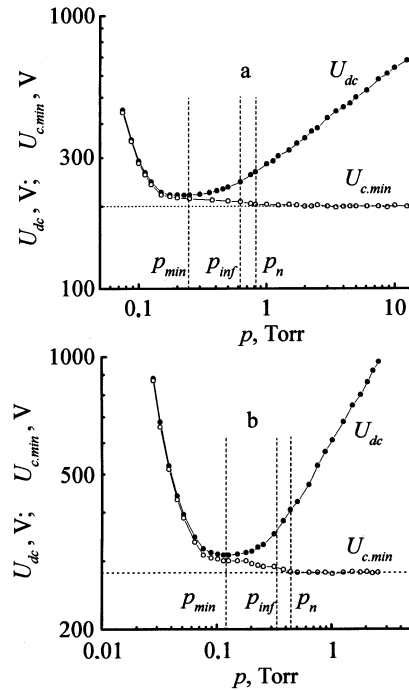 1000
a
U_dc
U_dc, V; U_c.min, V
300
U_c.min
p_min p_inf p_n
100
0.1 1 10
p, Torr
1000
b
U_dc
U_dc, V; U_c.min, V
500
U_c.min
p_min p_inf p_n
200
0.01 0.1 1
p, Torr